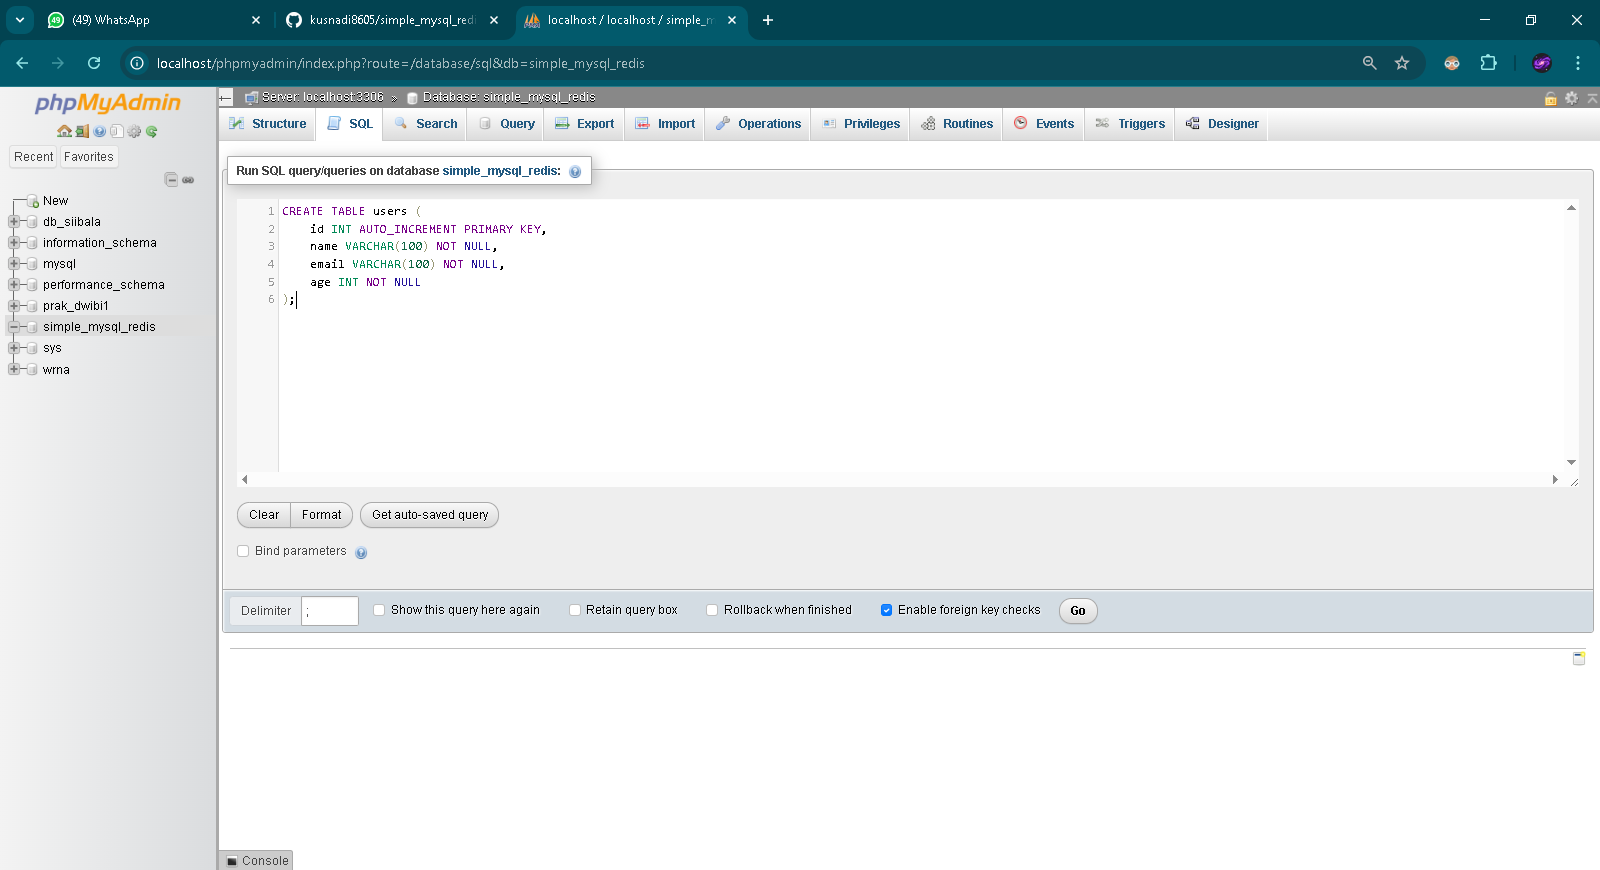 (49) WhatsApp
kusnadi8605/simple_mysql_redi
localhost / localhost / simple_m
localhost/phpmyadmin/index.php?route=/database/sql&db=simple_mysql_redis
phpMyAdmin
Recent
Favorites
New
db_siibala
information_schema
mysql
performance_schema
prak_dwibi1
simple_mysql_redis
sys
wrna
Server: localhost:3306 » Database: simple_mysql_redis
Structure SQL Search Query Export Import Operations Privileges Routines Events Triggers Designer
Run SQL query/queries on database simple_mysql_redis:
1 CREATE TABLE users (
2 id INT AUTO_INCREMENT PRIMARY KEY,
3 name VARCHAR(100) NOT NULL,
4 email VARCHAR(100) NOT NULL,
5 age INT NOT NULL
6 );
Clear Format Get auto-saved query
Bind parameters
Delimiter ; Show this query here again Retain query box Rollback when finished Enable foreign key checks Go
Console